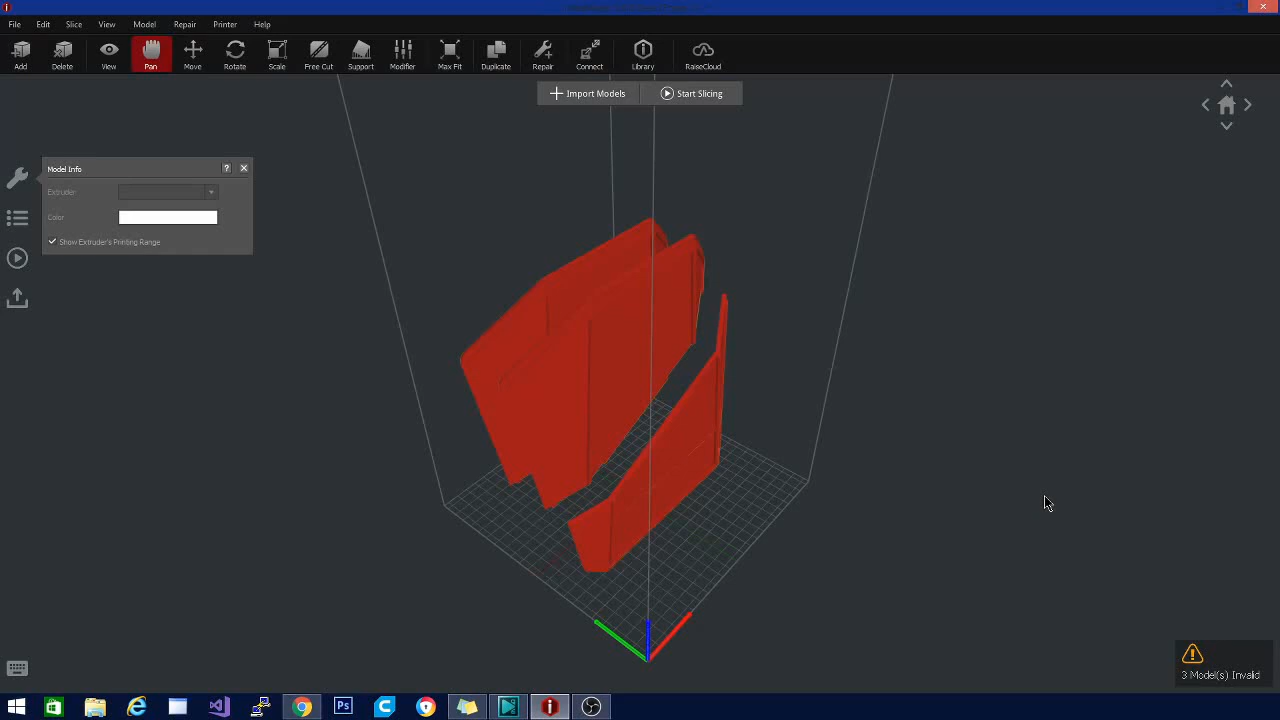 File Edit Slice View Model Repair Printer Help
Add Delete View Pan Move Rotate Scale Free Cut Support Modifier Max Fit Duplicate Repair Connect Library RaiseCloud
Import Models Start Slicing
Model Info ?
Extruder
Color
Show Extruder's Printing Range
3 Model(s) Invalid
Ps